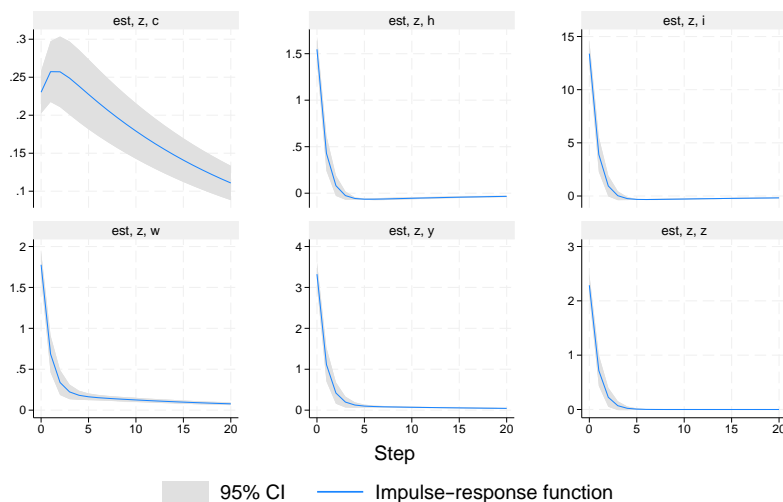 est, z, c
est, z, h
est, z, i
.3
.25
.2
.15
.1
1.5
1
.5
0
15
10
5
0
est, z, w
est, z, y
est, z, z
2
1.5
1
.5
0
4
3
2
1
0
3
2
1
0
0 5 10 15 20
0 5 10 15 20
0 5 10 15 20
Step
95% CI
Impulse-response function